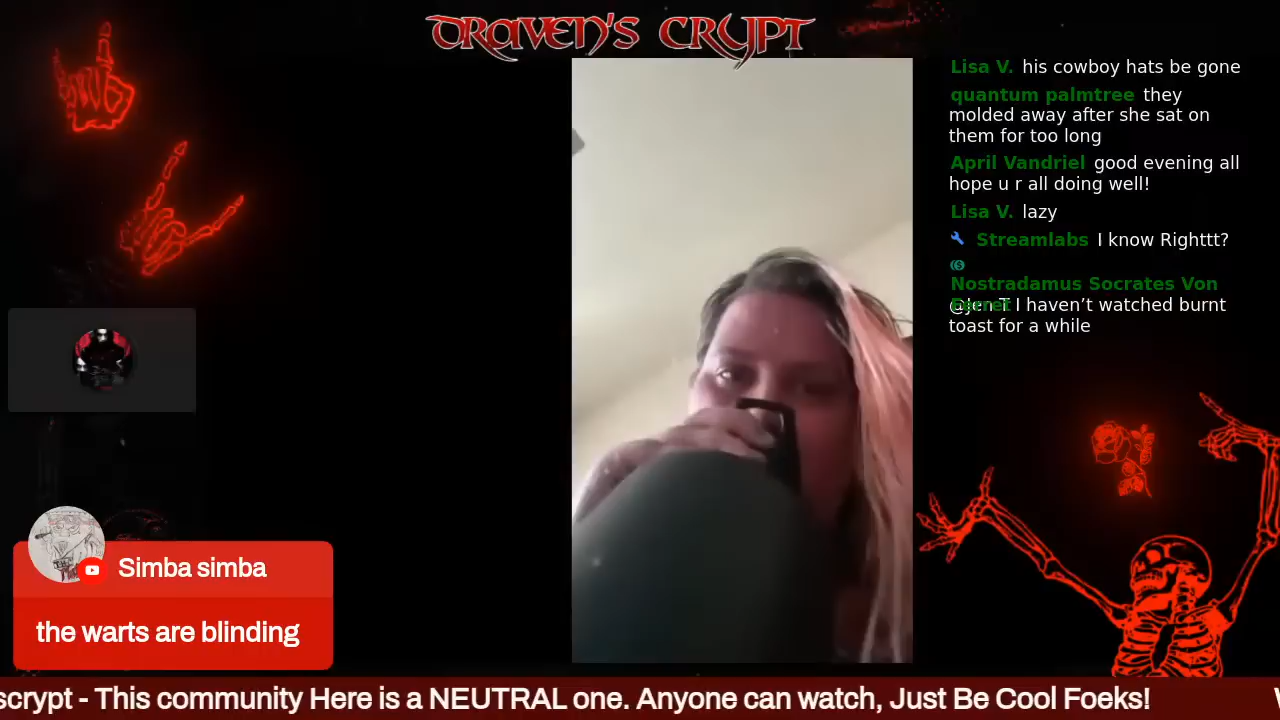 DRAVEN'S CRYPT
Lisa V. his cowboy hats be gone
quantum palmtree they
molded away after she sat on
them for too long
April Vandriel good evening all
hope u r all doing well!
Lisa V. lazy
Streamlabs I know Righttt?
Nostradamus Socrates Von
Ferret
@Jen T I haven’t watched burnt
toast for a while
Simba simba
the warts are blinding
scrypt - This community Here is a NEUTRAL one. Anyone can watch, Just Be Cool Foeks!